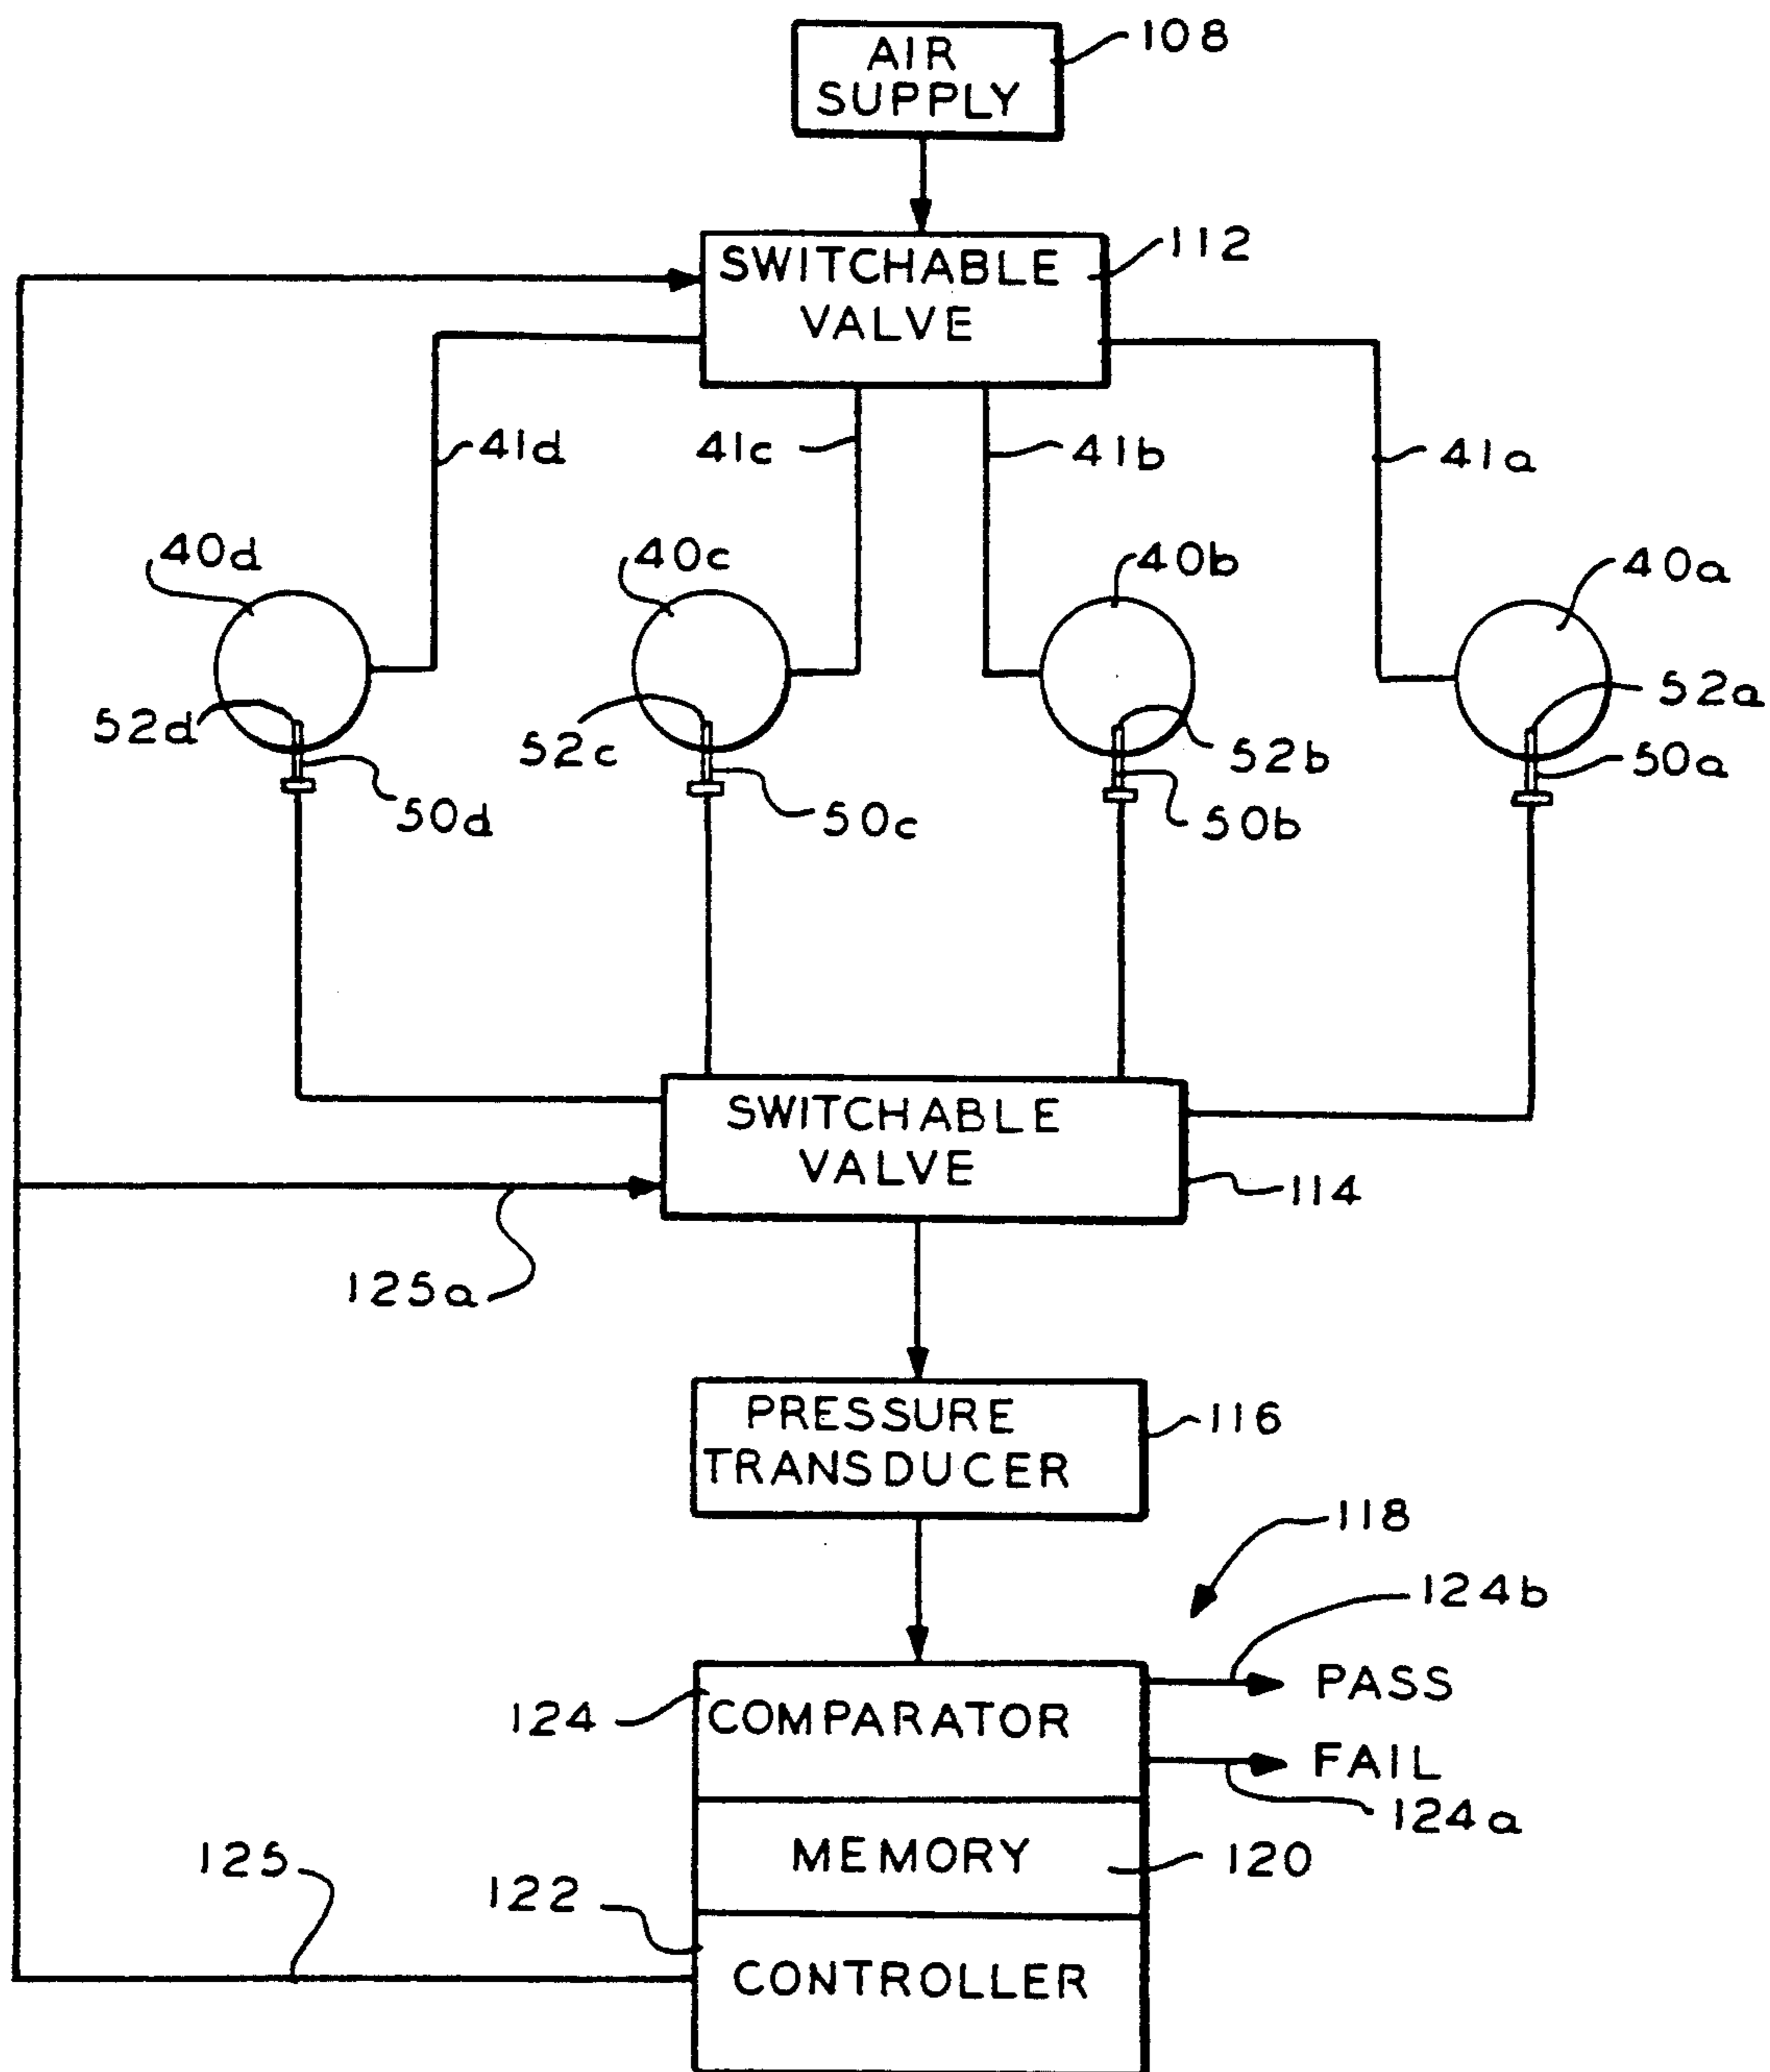 AIR
SUPPLY
108
SWITCHABLE
VALVE
112
41d
41c
41b
41a
40d
40c
40b
40a
52d
52c
52b
52a
50d
50c
50b
50a
SWITCHABLE
VALVE
114
125a
PRESSURE
TRANSDUCER
116
118
124b
124
COMPARATOR
PASS
FAIL
124a
MEMORY
120
125
122
CONTROLLER